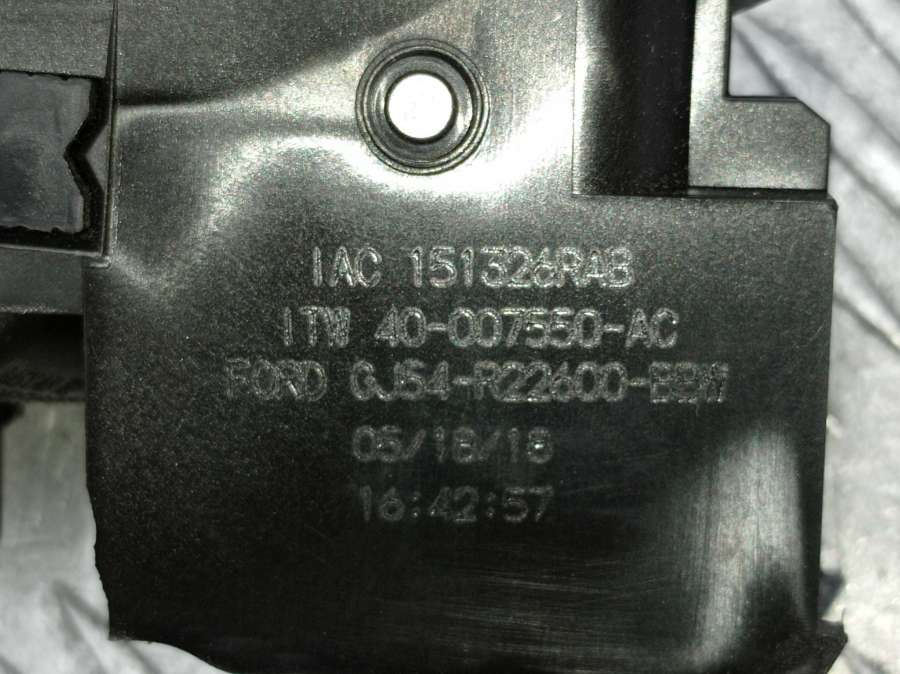 IAC 151326RAB
ITW 40-007550-AC
FORD GJ54-R22600-BBW
05/18/18
16:42:57